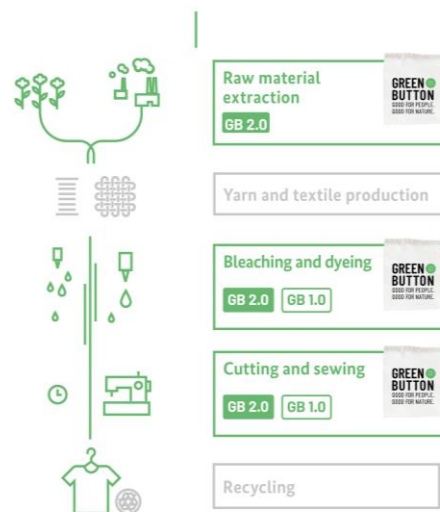 Raw material
extraction
GB 2.0
GREEN
BUTTON
GOOD FOR PEOPLE.
GOOD FOR NATURE.
Yarn and textile production
Bleaching and dyeing
GB 2.0 GB 1.0
GREEN
BUTTON
GOOD FOR PEOPLE.
GOOD FOR NATURE.
Cutting and sewing
GB 2.0 GB 1.0
GREEN
BUTTON
GOOD FOR PEOPLE.
GOOD FOR NATURE.
Recycling